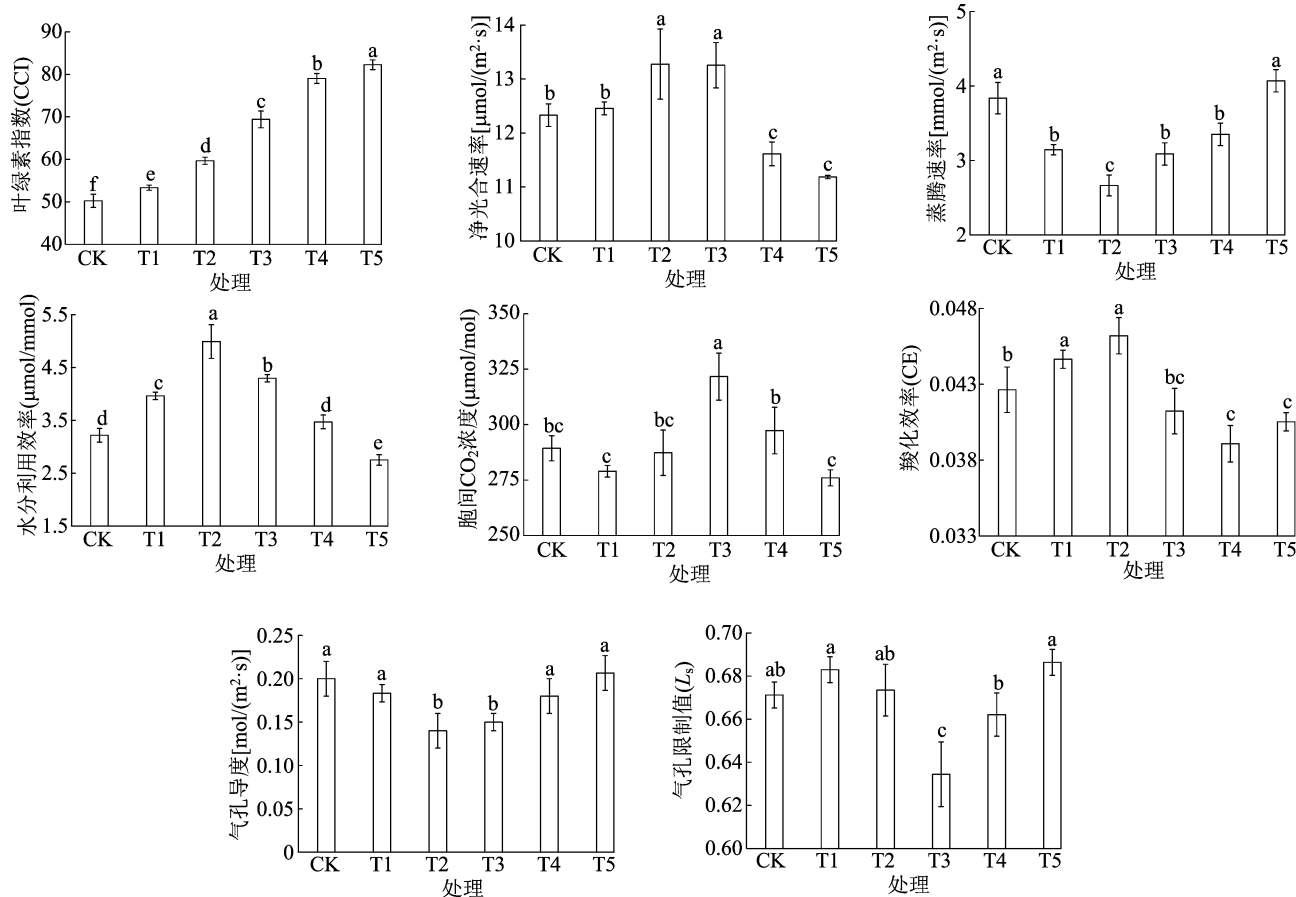 叶绿素指数(CCI)
90
80
70
60
50
40
f
e
d
c
b
a
CK T1 T2 T3 T4 T5
处理
净光合速率[μmol/(m²·s)]
14
13
12
11
10
b
b
a
a
c
c
CK T1 T2 T3 T4 T5
处理
蒸腾速率[mmol/(m²·s)]
5
4
3
2
a
b
c
b
b
a
CK T1 T2 T3 T4 T5
处理
水分利用效率(μmol/mmol)
5.5
4.5
3.5
2.5
1.5
d
c
a
b
d
e
CK T1 T2 T3 T4 T5
处理
胞间CO₂浓度(μmol/mol)
350
325
300
275
250
bc
c
bc
a
b
c
CK T1 T2 T3 T4 T5
处理
羧化效率(CE)
0.048
0.043
0.038
0.033
b
a
a
bc
c
c
CK T1 T2 T3 T4 T5
处理
气孔导度[mol/(m²·s)]
0.25
0.20
0.15
0.10
0.05
0
a
a
b
b
a
a
CK T1 T2 T3 T4 T5
处理
气孔限制值(Ls)
0.70
0.68
0.66
0.64
0.62
0.60
ab
a
ab
c
b
a
CK T1 T2 T3 T4 T5
处理